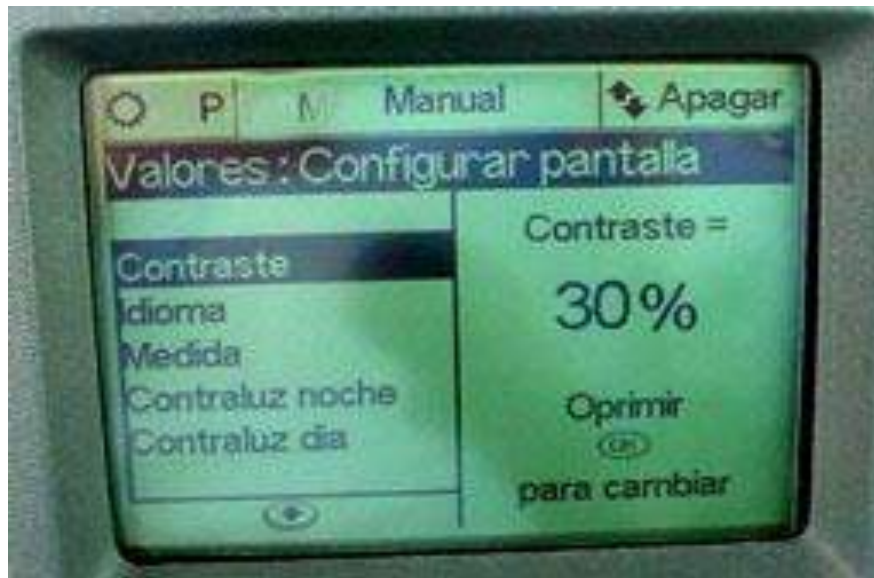 P M Manual Apagar
Valores: Configurar pantalla
Contraste
Idioma
Medida
Contraluz noche
Contraluz dia
Contraste =
30%
Oprimir
OK
para cambiar